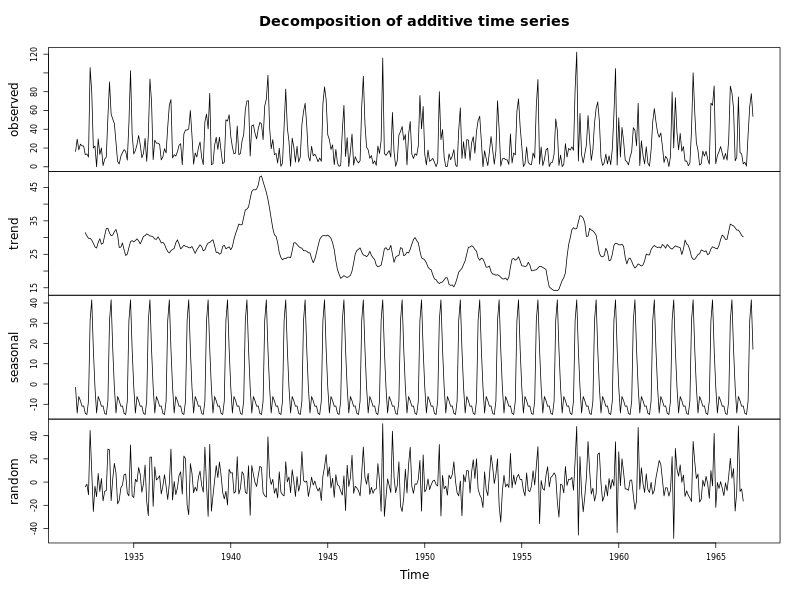 Decomposition of additive time series
observed
0 20 40 60 80 120
trend
15 25 35 45
seasonal
-10 0 10 20 30 40
random
-40 -20 0 20 40
1935 1940 1945 1950 1955 1960 1965
Time